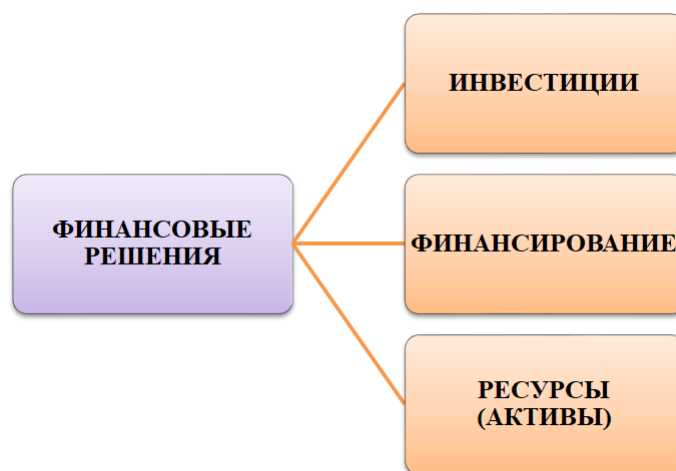 ИНВЕСТИЦИИ
ФИНАНСОВЫЕ
РЕШЕНИЯ
ФИНАНСИРОВАНИЕ
РЕСУРСЫ
(АКТИВЫ)